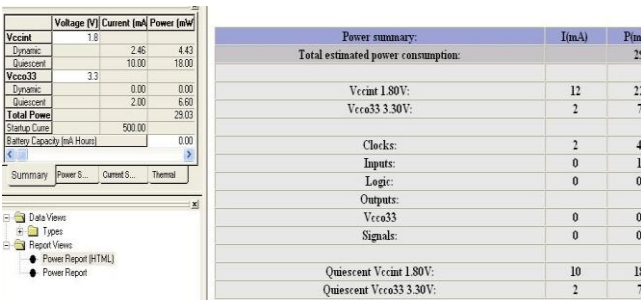 Voltage (V) Current (mA Power (mW
Vccint 1.8
Dynamic 2.46 4.43
Quiescent 10.00 18.00
Vcco33 3.3
Dynamic 0.00 0.00
Quiescent 2.00 6.60
Total Powe 29.03
Startup Curre 500.00
Battery Capacity (mA Hours) 0.00
Summary Power S... Current S... Thermal
Data Views
Types
Report Views
Power Report (HTML)
Power Report
Power summary: I(mA) P(m
Total estimated power consumption: 29
Vccint 1.80V: 12 22
Vcco33 3.30V: 2 7
Clocks: 2 4
Inputs: 0 1
Logic: 0 0
Outputs:
Vcco33 0 0
Signals: 0 0
Quiescent Vccint 1.80V: 10 18
Quiescent Vcco33 3.30V: 2 7